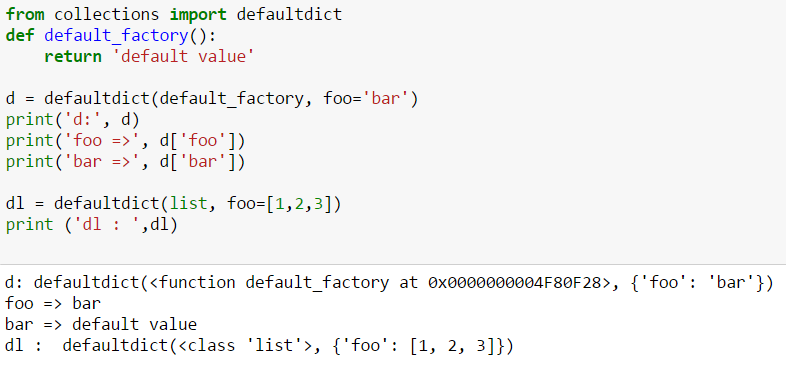 from collections import defaultdict
def default_factory():
    return 'default value'

d = defaultdict(default_factory, foo='bar')
print('d:', d)
print('foo =>', d['foo'])
print('bar =>', d['bar'])

dl = defaultdict(list, foo=[1,2,3])
print ('dl : ',dl)

d: defaultdict(<function default_factory at 0x0000000004F80F28>, {'foo': 'bar'})
foo => bar
bar => default value
dl :  defaultdict(<class 'list'>, {'foo': [1, 2, 3]})